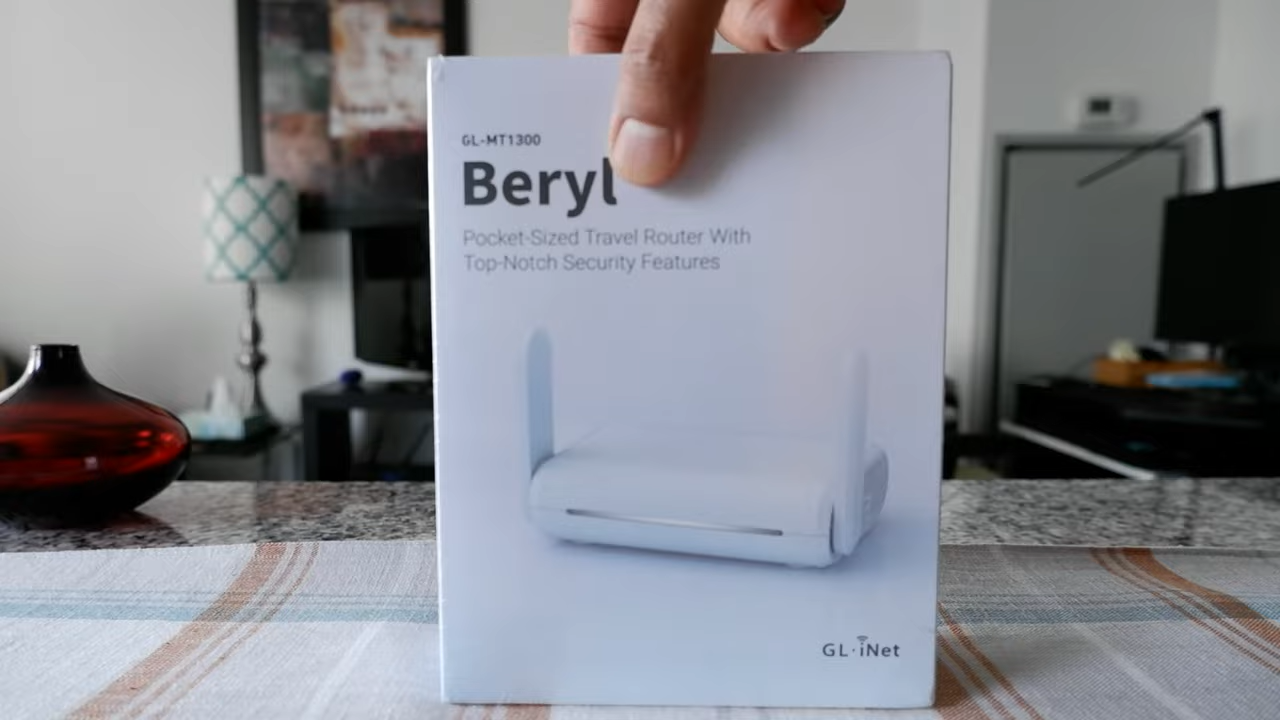 GL-MT1300
Beryl
Pocket-Sized Travel Router With
Top-Notch Security Features
GL·iNet